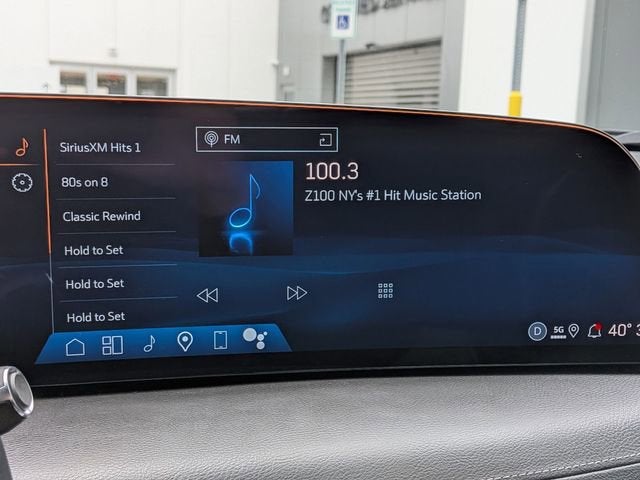 SiriusXM Hits 1
80s on 8
Classic Rewind
Hold to Set
Hold to Set
Hold to Set
FM
100.3
Z100 NY's #1 Hit Music Station
D 5G 40° 3